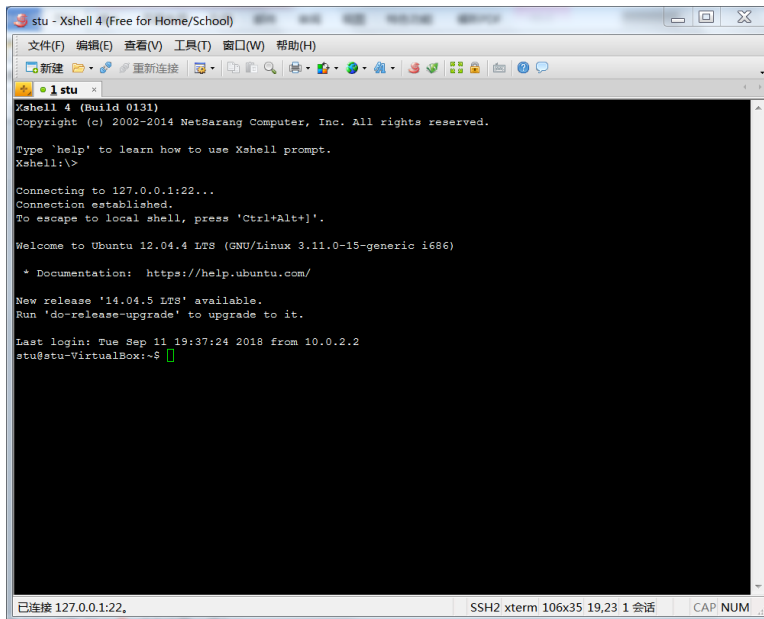 stu - Xshell 4 (Free for Home/School)
文件(F) 编辑(E) 查看(V) 工具(T) 窗口(W) 帮助(H)
新建 重新连接
1 stu ×
Xshell 4 (Build 0131)
Copyright (c) 2002-2014 NetSarang Computer, Inc. All rights reserved.
Type `help' to learn how to use Xshell prompt.
Xshell:\>
Connecting to 127.0.0.1:22...
Connection established.
To escape to local shell, press 'Ctrl+Alt+]'.
Welcome to Ubuntu 12.04.4 LTS (GNU/Linux 3.11.0-15-generic i686)
* Documentation:  https://help.ubuntu.com/
New release '14.04.5 LTS' available.
Run 'do-release-upgrade' to upgrade to it.
Last login: Tue Sep 11 19:37:24 2018 from 10.0.2.2
stu@stu-VirtualBox:~$
已连接 127.0.0.1:22。 SSH2 xterm 106x35 19,23 1 会话 CAP NUM